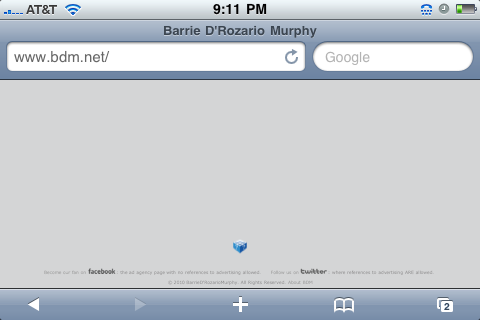 AT&T 9:11 PM
Barrie D'Rozario Murphy
www.bdm.net/ Google
Become our fan on facebook: the ad agency page with no references to advertising allowed. Follow us on twitter: where references to advertising ARE allowed.
© 2010 BarrieD'RozarioMurphy. All Rights Reserved. About BDM
2